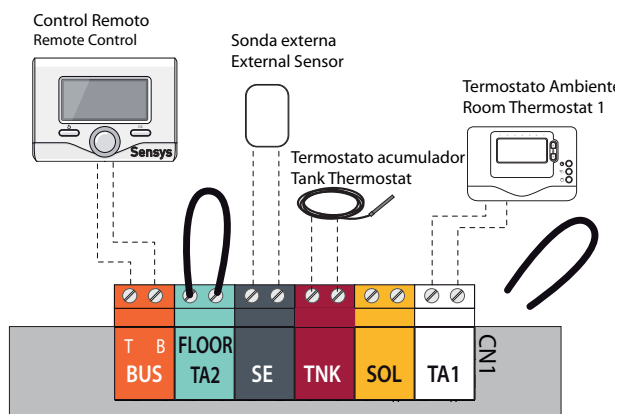 Control Remoto
Remote Control
Sonda externa
External Sensor
Termostato Ambiente
Room Thermostat 1
Termostato acumulador
Tank Thermostat
Sensys
T B
BUS
FLOOR
TA2
SE
TNK
SOL
TA1
CN1